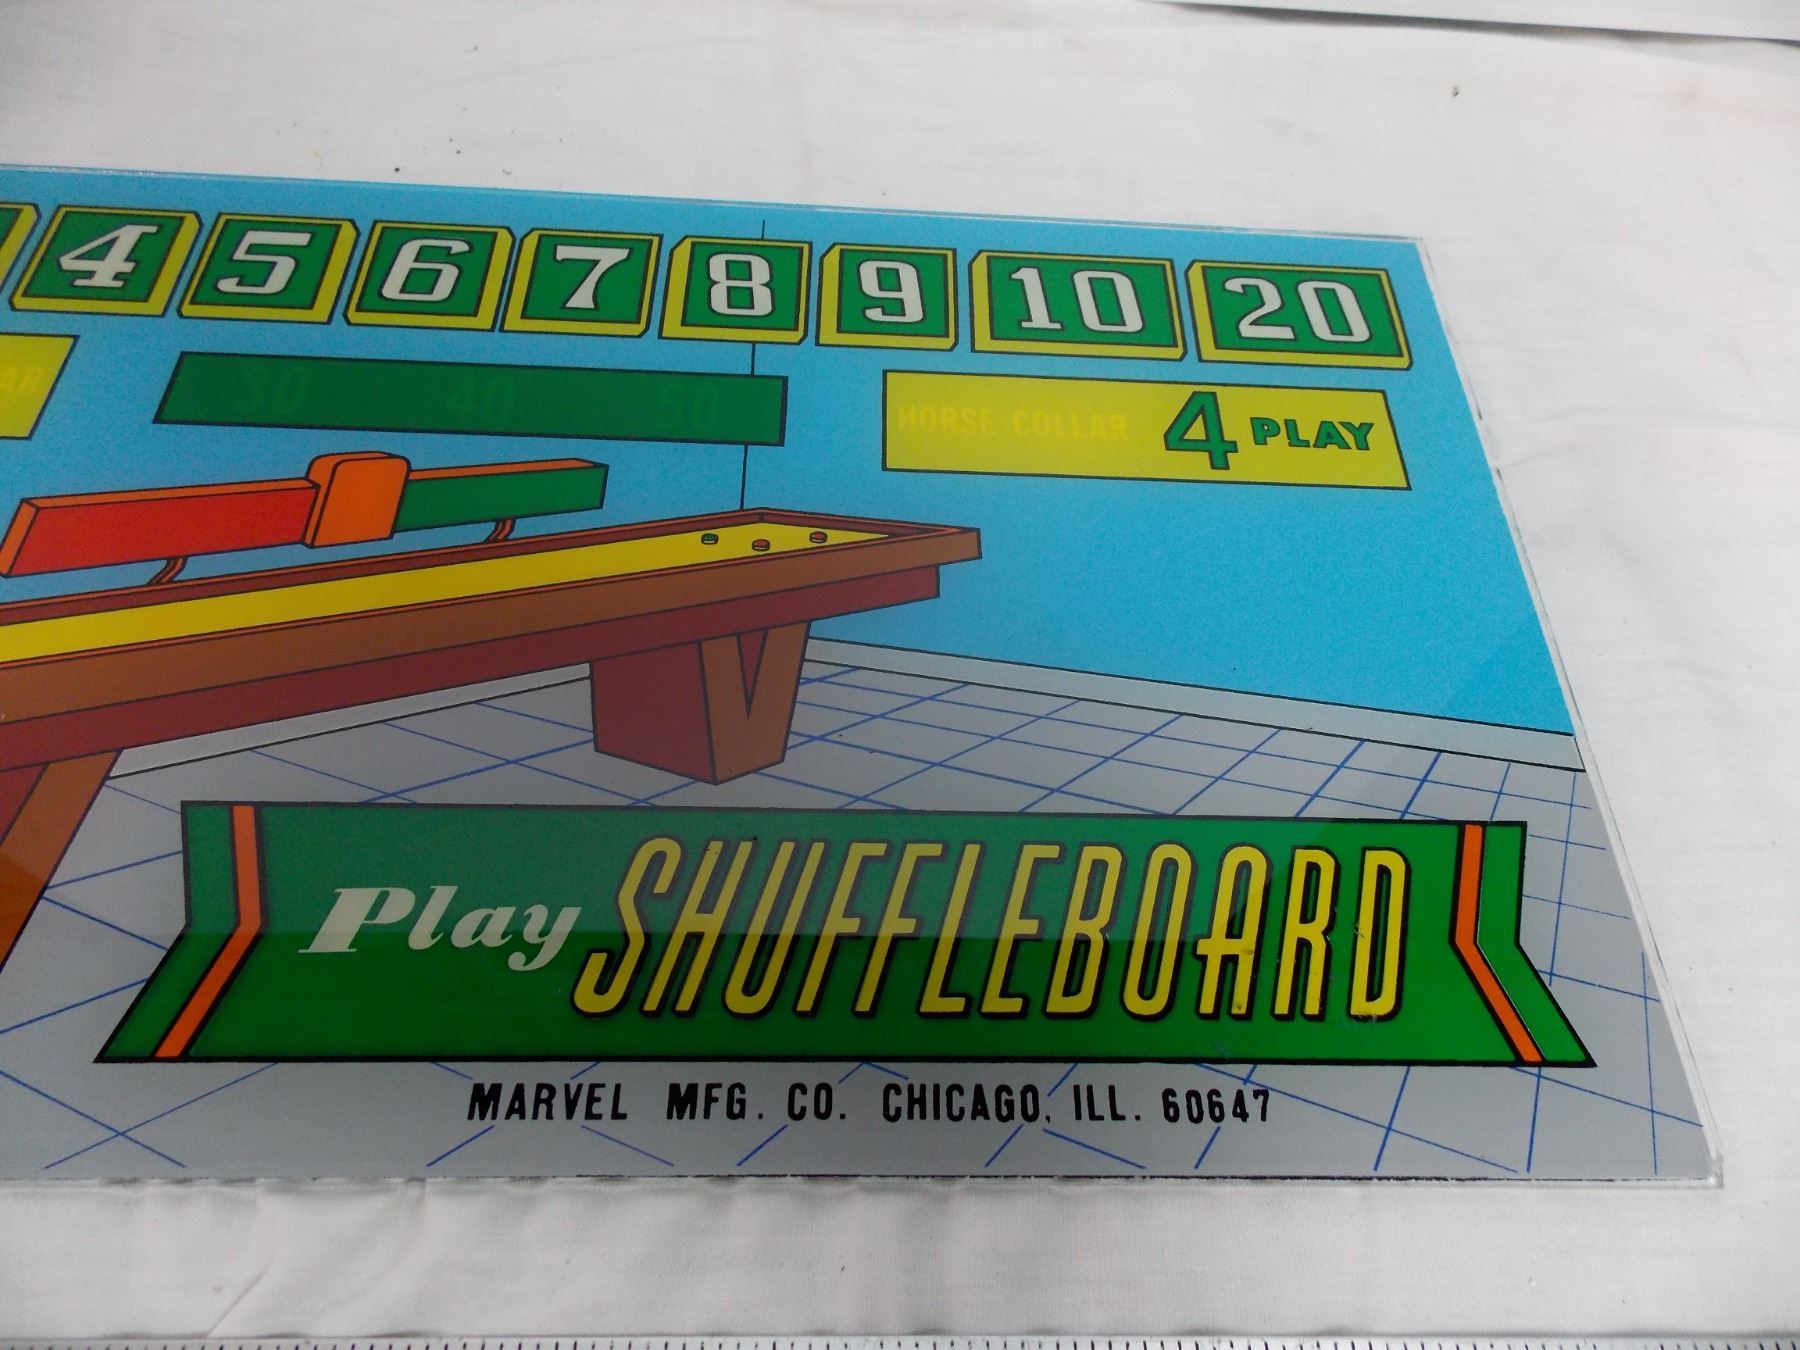 4 5 6 7 8 9 10 20
AR 30 40 50 HORSE COLLAR 4 PLAY
Play SHUFFLEBOARD
MARVEL MFG. CO. CHICAGO, ILL. 60647